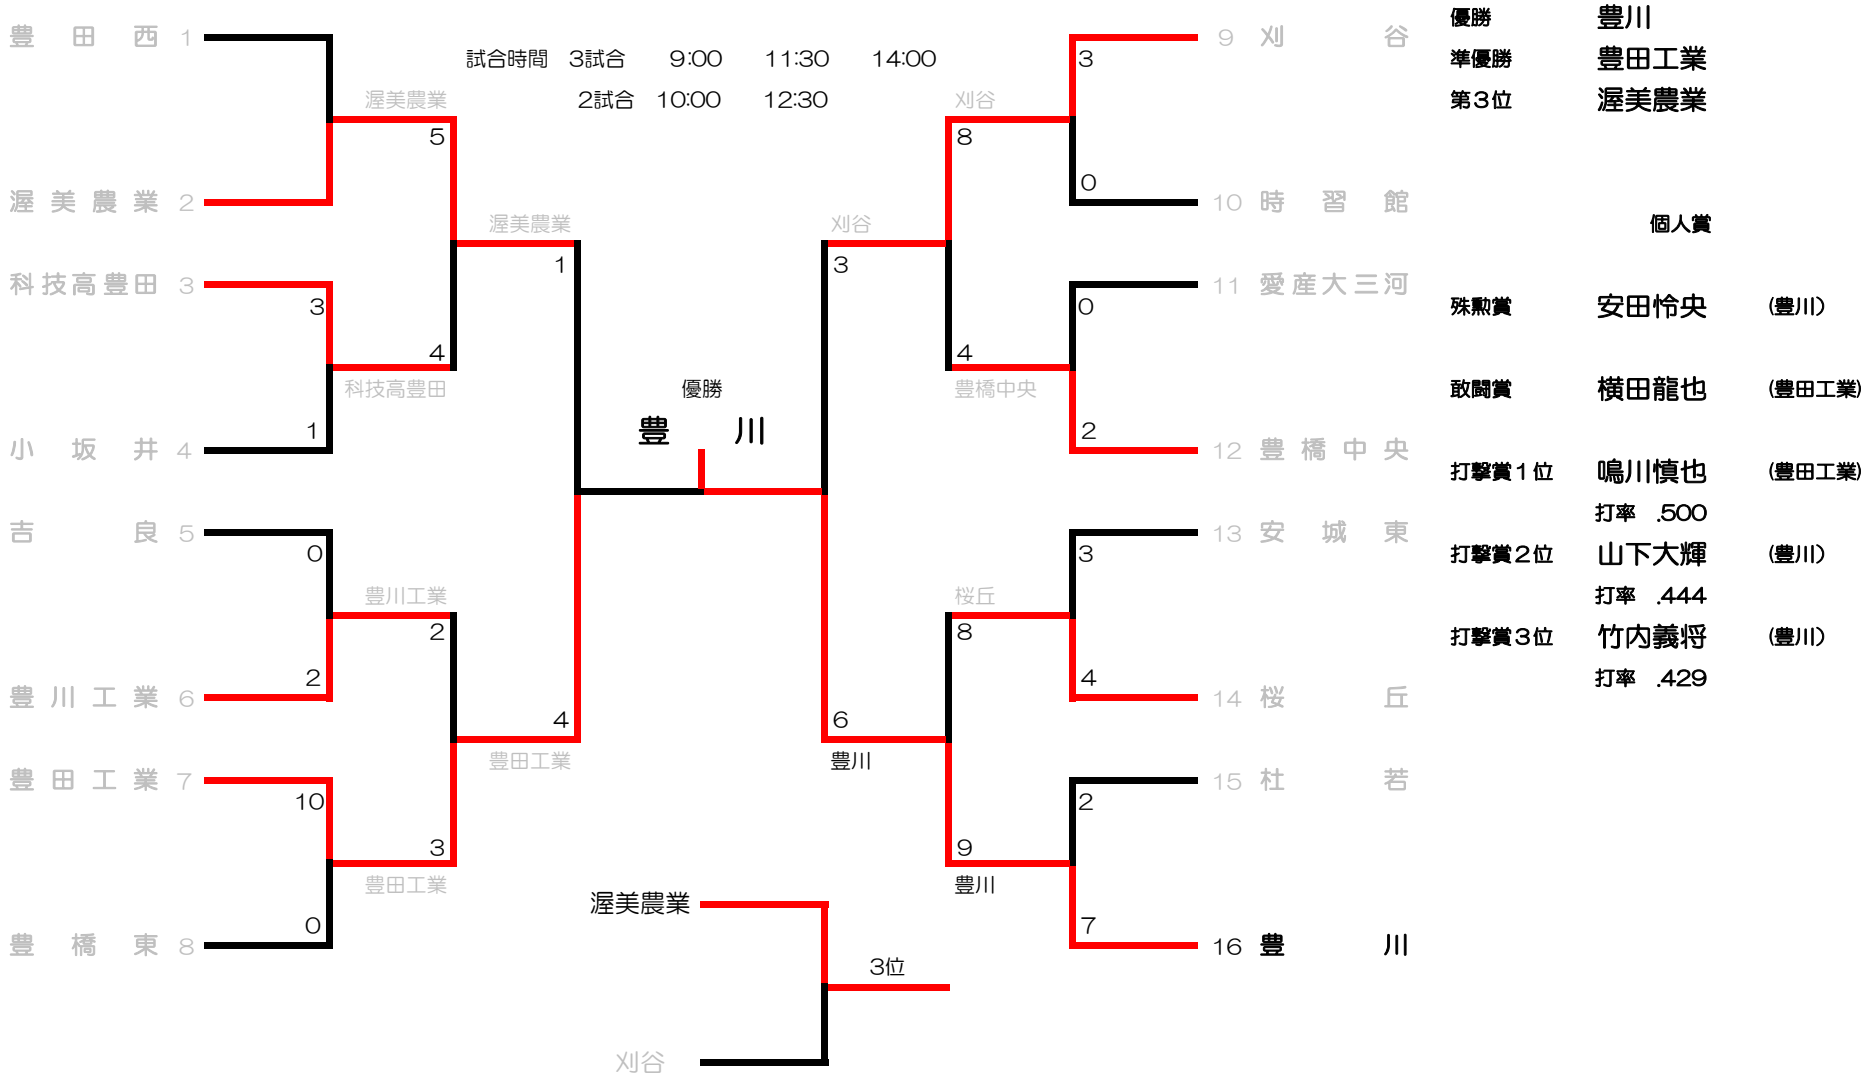 豊田西 1
渥美農業 2
科技高豊田 3
小坂井 4
吉良 5
豊川工業 6
豊田工業 7
豊橋東 8
3
1
0
2
10
0
渥美農業
5
4
科技高豊田
豊川工業
2
3
豊田工業
渥美農業
1
4
豊田工業
試合時間 3試合 9:00 11:30 14:00
2試合 10:00 12:30
優勝
豊川
刈谷
3
6
豊川
刈谷
8
4
豊橋中央
桜丘
8
9
豊川
3
0
0
2
3
4
2
7
9 刈谷
10 時習館
11 愛産大三河
12 豊橋中央
13 安城東
14 桜丘
15 杜若
16 豊川
渥美農業
3位
刈谷
優勝 豊川
準優勝 豊田工業
第3位 渥美農業
個人賞
殊勲賞 安田怜央 (豊川)
敢闘賞 横田龍也 (豊田工業)
打撃賞1位 鳴川慎也 (豊田工業)
打率 .500
打撃賞2位 山下大輝 (豊川)
打率 .444
打撃賞3位 竹内義将 (豊川)
打率 .429